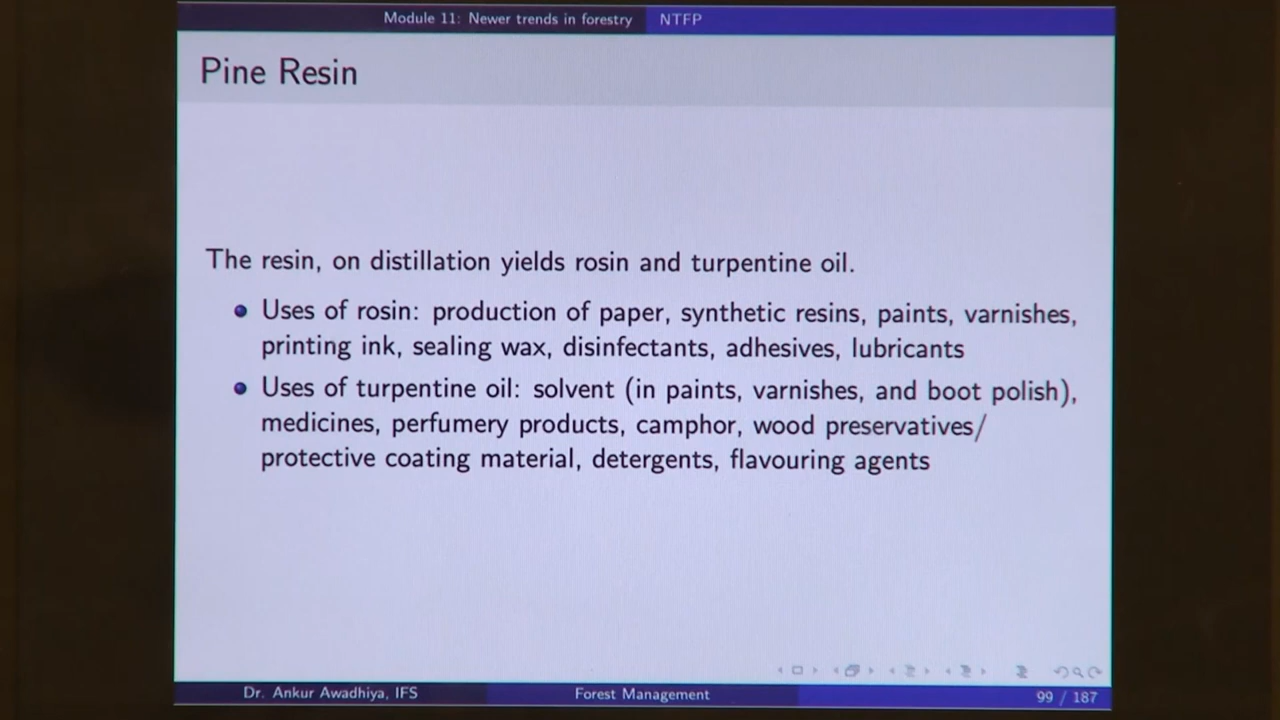 Module 11: Newer trends in forestry NTFP
Pine Resin
The resin, on distillation yields rosin and turpentine oil.
Uses of rosin: production of paper, synthetic resins, paints, varnishes,
printing ink, sealing wax, disinfectants, adhesives, lubricants
Uses of turpentine oil: solvent (in paints, varnishes, and boot polish),
medicines, perfumery products, camphor, wood preservatives/
protective coating material, detergents, flavouring agents
Dr. Ankur Awadhiya, IFS Forest Management 99 / 187